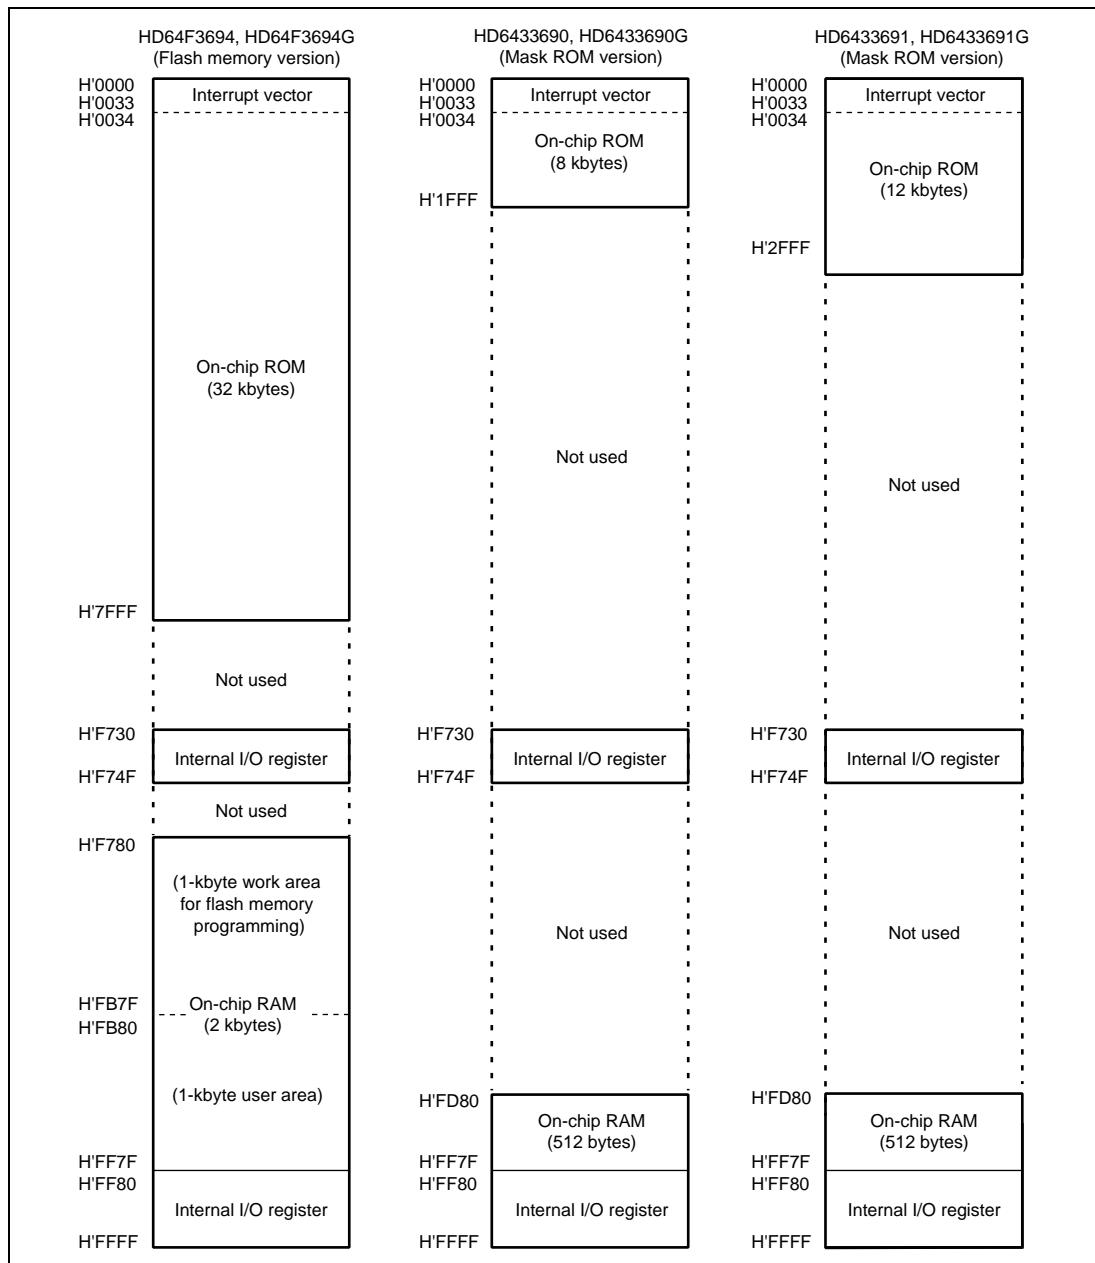 HD64F3694, HD64F3694G
(Flash memory version)
H'0000
Interrupt vector
H'0033
H'0034
On-chip ROM
(32 kbytes)
H'7FFF
Not used
H'F730
Internal I/O register
H'F74F
Not used
H'F780
(1-kbyte work area
for flash memory
programming)
H'FB7F
On-chip RAM
(2 kbytes)
H'FB80
(1-kbyte user area)
H'FF7F
H'FF80
Internal I/O register
H'FFFF
HD6433690, HD6433690G
(Mask ROM version)
H'0000
Interrupt vector
H'0033
H'0034
On-chip ROM
(8 kbytes)
H'1FFF
Not used
H'F730
Internal I/O register
H'F74F
Not used
H'FD80
On-chip RAM
(512 bytes)
H'FF7F
H'FF80
Internal I/O register
H'FFFF
HD6433691, HD6433691G
(Mask ROM version)
H'0000
Interrupt vector
H'0033
H'0034
On-chip ROM
(12 kbytes)
H'2FFF
Not used
H'F730
Internal I/O register
H'F74F
Not used
H'FD80
On-chip RAM
(512 bytes)
H'FF7F
H'FF80
Internal I/O register
H'FFFF